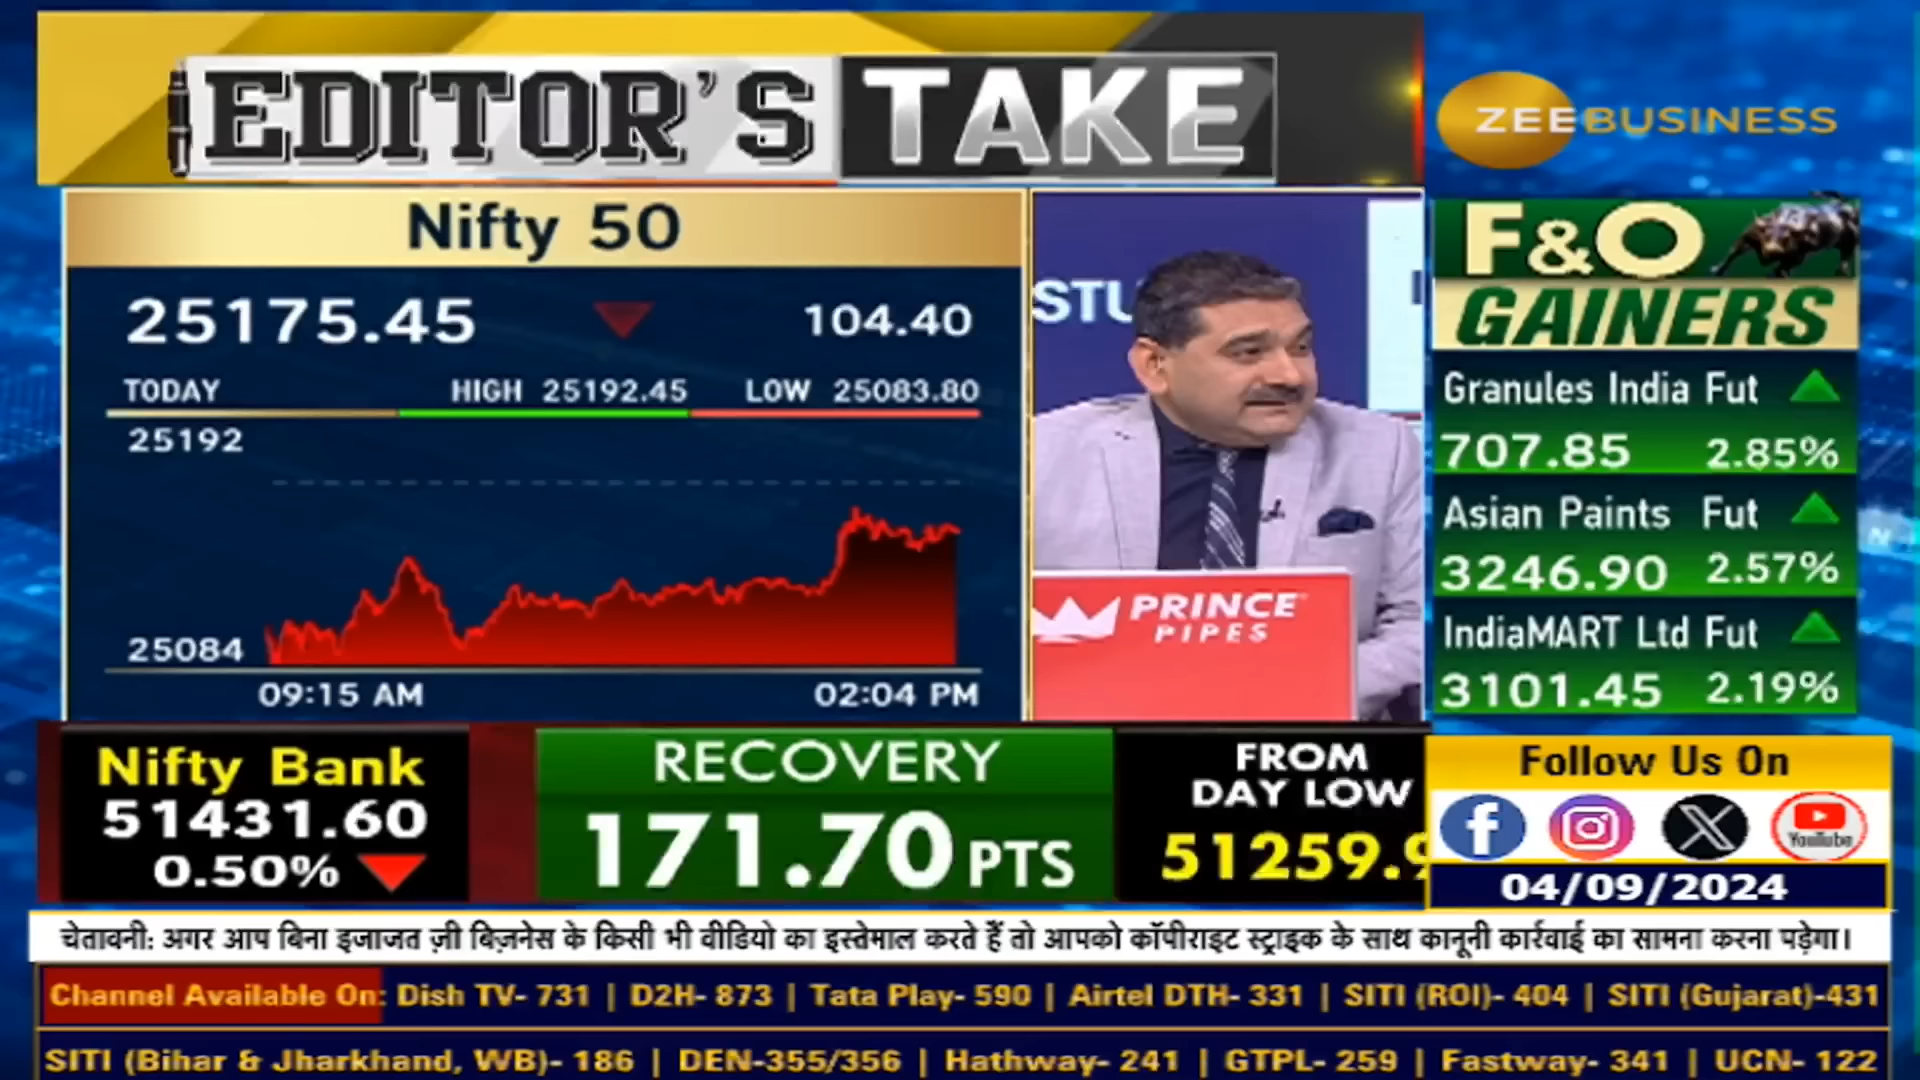 EDITOR'S TAKE
ZEEBUSINESS
Nifty 50
25175.45 104.40
TODAY HIGH 25192.45 LOW 25083.80
25192
25084
09:15 AM 02:04 PM
STU
PRINCE
PIPES
F&O
GAINERS
Granules India Fut
707.85 2.85%
Asian Paints Fut
3246.90 2.57%
IndiaMART Ltd Fut
3101.45 2.19%
Nifty Bank
51431.60
0.50%
RECOVERY
171.70 PTS
FROM
DAY LOW
51259.9
Follow Us On
YouTube
04/09/2024
चेतावनी: अगर आप बिना इजाजत ज़ी बिज़नेस के किसी भी वीडियो का इस्तेमाल करते हैं तो आपको कॉपीराइट स्ट्राइक के साथ कानूनी कार्रवाई का सामना करना पड़ेगा।
Channel Available On: Dish TV- 731 | D2H- 873 | Tata Play- 590 | Airtel DTH- 331 | SITI (ROI)- 404 | SITI (Gujarat)-431
SITI (Bihar & Jharkhand, WB)- 186 | DEN-355/356 | Hathway- 241 | GTPL- 259 | Fastway- 341 | UCN- 122